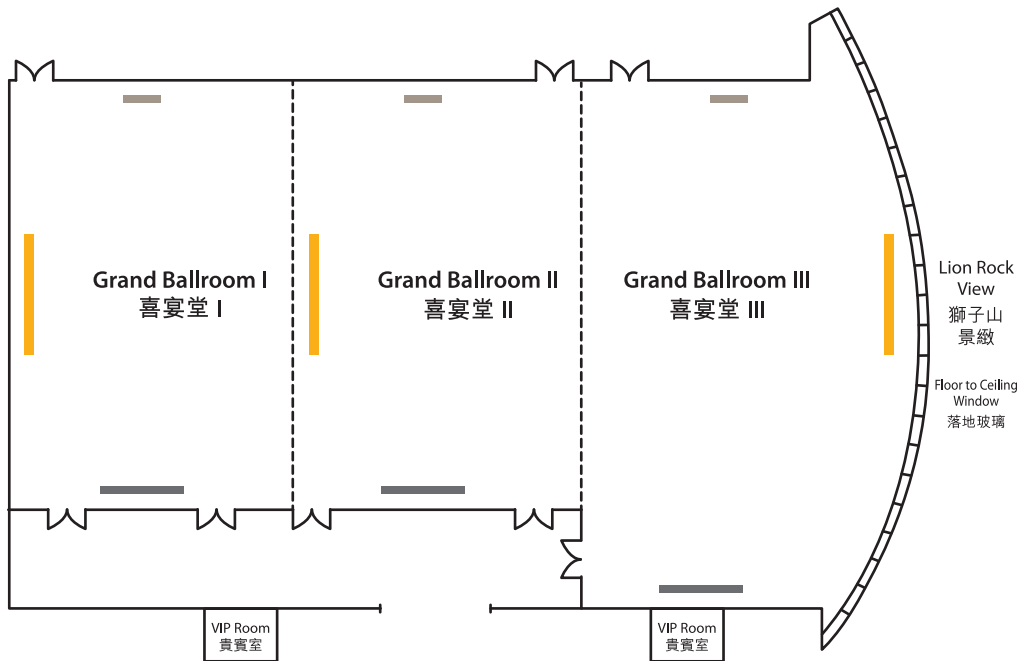 Grand Ballroom I
喜宴堂 I
Grand Ballroom II
喜宴堂 II
Grand Ballroom III
喜宴堂 III
Lion Rock
View
獅子山
景緻
Floor to Ceiling
Window
落地玻璃
VIP Room
貴賓室
VIP Room
貴賓室